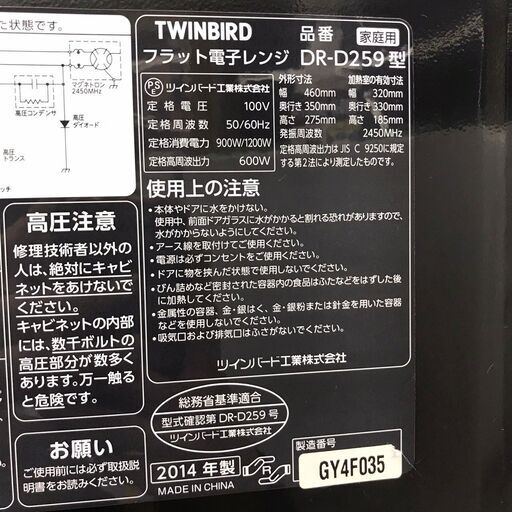 た状態です。
マグネトロン
2450MHz
高圧コンデンサ
高圧
ダイオード
高圧
トランス
TWINBIRD 品番 家庭用
フラット電子レンジ DR-D259型
PSE ツインバード工業株式会社
定格電圧 100V
定格周波数 50/60Hz
定格消費電力 900W/1200W
定格高周波出力 600W
外形寸法
幅 460mm
奥行き 350mm
高さ 275mm
加熱室の有効寸法
幅 320mm
奥行き 330mm
高さ 185mm
発振周波数 2450MHz
定格高周波出力は JIS C 9250に規定
する第2法により測定したものです。
使用上の注意
・本体やドアに水をかけない。
使用中、前面ドアガラスに水がかかると割れる恐れがありますので、
水がかからないようにしてください。
・アース線を取付けてご使用ください。
・電源は必ずコンセントをご使用ください。
・ドアに物を挟んだ状態で使用しないでください。
・びん詰めなど密封された容器内の食品はふたなどをはずした後
に加熱してください。
・金属性の容器、金・銀はく、金・銀粉または針金を用いた容器
などを使用しないでください。
・吸気口および排気口はふさがないでください。
ツインバード工業株式会社
高圧注意
修理技術者以外の
人は、絶対にキャビ
ネットをあけないで
ください。
キャビネットの内部
には、数千ボルトの
高圧部分が数多く
あります。万一触る
と危険です。
お願い
ご使用前には必ず取扱説
明書をお読みください。
総務省基準適合
型式確認第 DR-D259 号
ツインバード工業株式会社
2014年製
MADE IN CHINA
製造番号
GY4F035